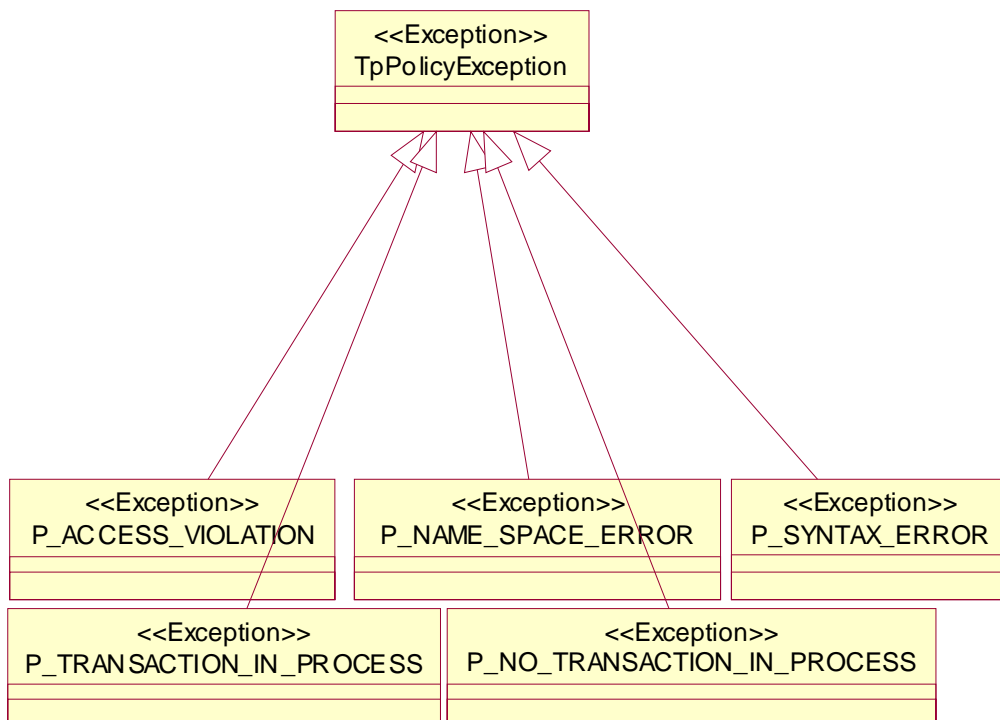 <<Exception>>
TpPolicyException
<<Exception>>
P_ACCESS_VIOLATION
<<Exception>>
P_NAME_SPACE_ERROR
<<Exception>>
P_SYNTAX_ERROR
<<Exception>>
P_TRANSACTION_IN_PROCESS
<<Exception>>
P_NO_TRANSACTION_IN_PROCESS